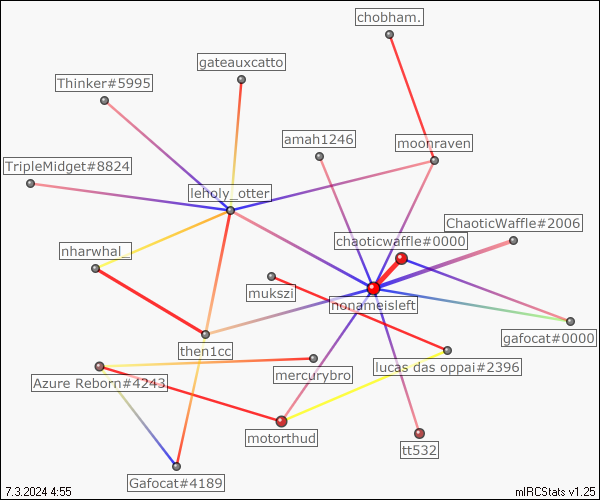 chobham.
gateauxcatto
Thinker#5995
amah1246
moonraven
TripleMidget#8824
leholy_otter
ChaoticWaffle#2006
chaoticwaffle#0000
nharwhal_
mukszi
nonameisleft
gafocat#0000
then1cc
lucas das oppai#2396
mercurybro
Azure Reborn#4243
motorthud
tt532
Gafocat#4189
7.3.2024 4:55
mIRCStats v1.25